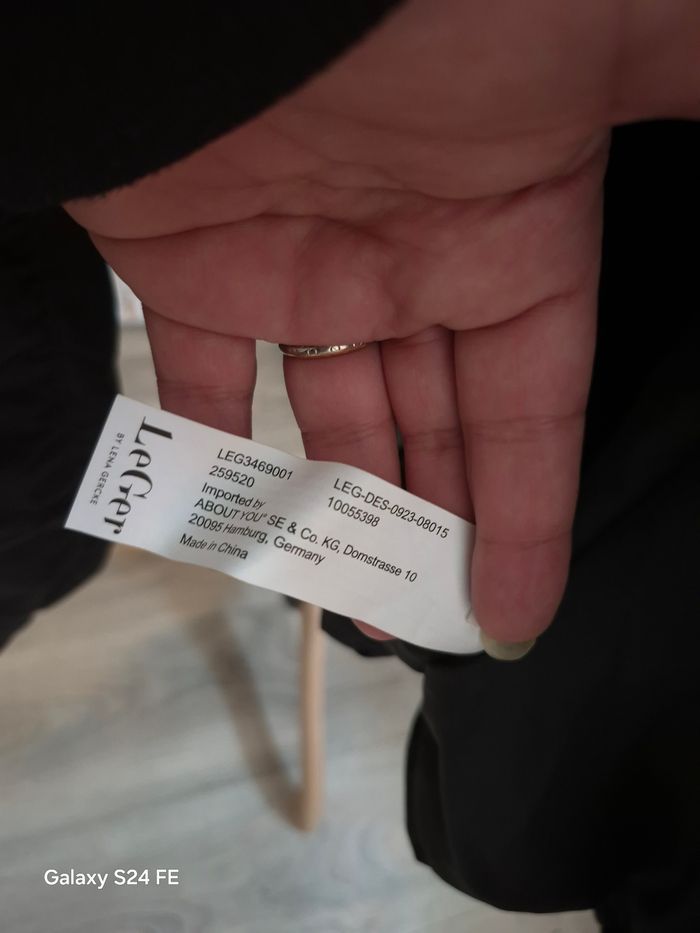 LeGer
BY LENA GERCKE
LEG3469001 LEG-DES-0923-08015
259520 10055398
Imported by
ABOUT YOU° SE & Co. KG, Domstrasse 10
20095 Hamburg, Germany
Made in China
Galaxy S24 FE